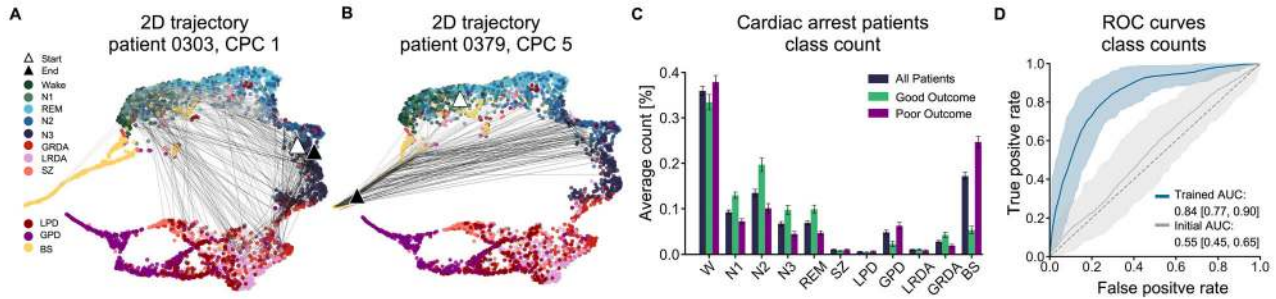 A
2D trajectory
patient 0303, CPC 1
Start
End
Wake
N1
REM
N2
N3
GRDA
LRDA
SZ
LPD
GPD
BS
B
2D trajectory
patient 0379, CPC 5
C
Cardiac arrest patients
class count
Average count [%]
0.4
0.3
0.2
0.1
0.0
All Patients
Good Outcome
Poor Outcome
W
N1
N2
N3
REM
SZ
LPD
GPD
LRDA
GRDA
BS
D
ROC curves
class counts
True positve rate
1.0
0.8
0.6
0.4
0.2
0.0
Trained AUC:
0.84 [0.77, 0.90]
Initial AUC:
0.55 [0.45, 0.65]
0.0 0.2 0.4 0.6 0.8 1.0
False positve rate